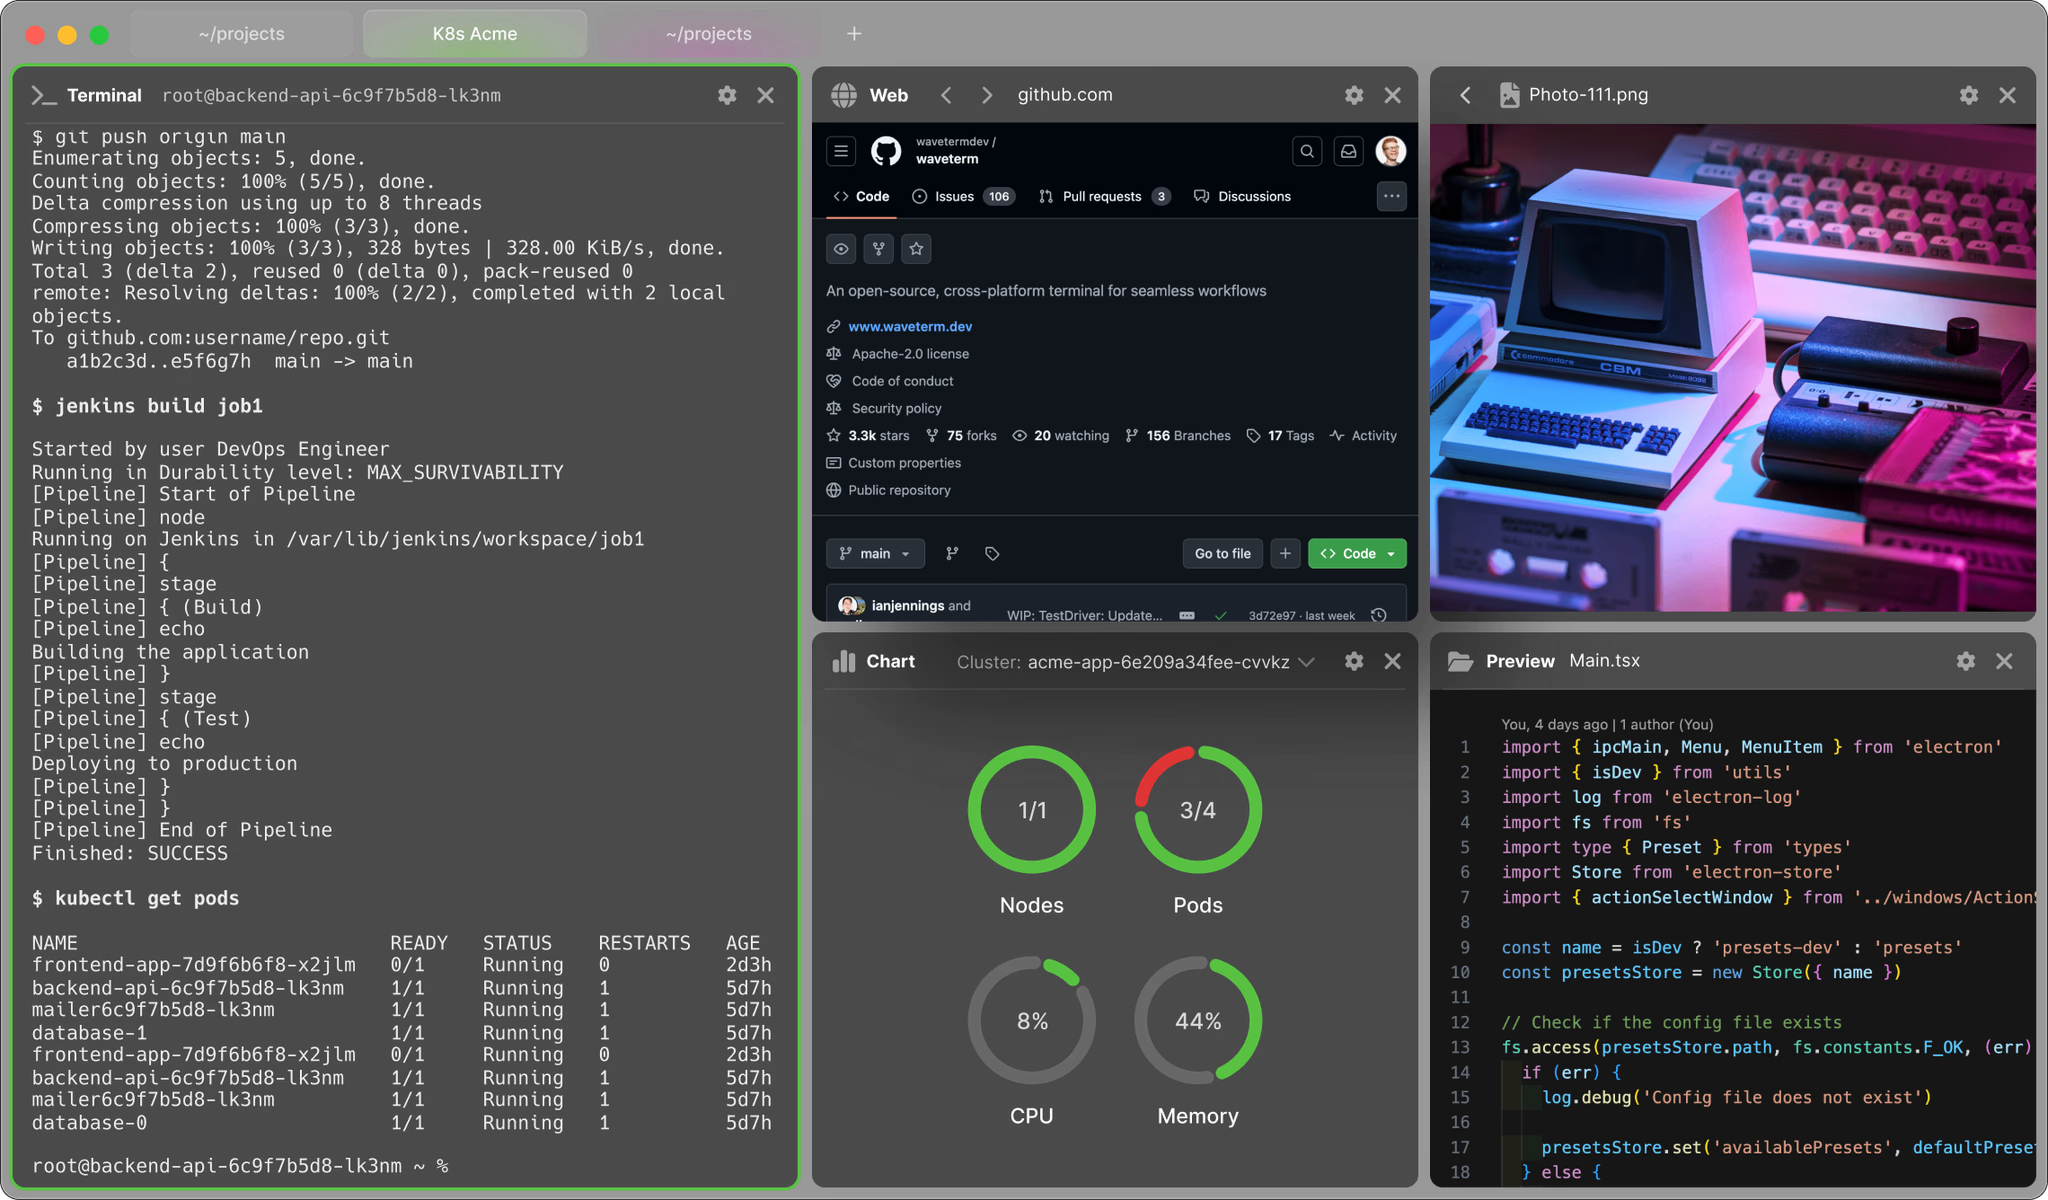 ~/projects
K8s Acme
~/projects
Terminal root@backend-api-6c9f7b5d8-lk3nm
$ git push origin main
Enumerating objects: 5, done.
Counting objects: 100% (5/5), done.
Delta compression using up to 8 threads
Compressing objects: 100% (3/3), done.
Writing objects: 100% (3/3), 328 bytes | 328.00 KiB/s, done.
Total 3 (delta 2), reused 0 (delta 0), pack-reused 0
remote: Resolving deltas: 100% (2/2), completed with 2 local
objects.
To github.com:username/repo.git
a1b2c3d..e5f6g7h main -> main
$ jenkins build job1
Started by user DevOps Engineer
Running in Durability level: MAX_SURVIVABILITY
[Pipeline] Start of Pipeline
[Pipeline] node
Running on Jenkins in /var/lib/jenkins/workspace/job1
[Pipeline] {
[Pipeline] stage
[Pipeline] { (Build)
[Pipeline] echo
Building the application
[Pipeline] }
[Pipeline] stage
[Pipeline] { (Test)
[Pipeline] echo
Deploying to production
[Pipeline] }
[Pipeline] }
[Pipeline] End of Pipeline
Finished: SUCCESS
$ kubectl get pods
NAME READY STATUS RESTARTS AGE
frontend-app-7d9f6b6f8-x2jlm 0/1 Running 0 2d3h
backend-api-6c9f7b5d8-lk3nm 1/1 Running 1 5d7h
mailer6c9f7b5d8-lk3nm 1/1 Running 1 5d7h
database-1 1/1 Running 1 5d7h
frontend-app-7d9f6b6f8-x2jlm 0/1 Running 0 2d3h
backend-api-6c9f7b5d8-lk3nm 1/1 Running 1 5d7h
mailer6c9f7b5d8-lk3nm 1/1 Running 1 5d7h
database-0 1/1 Running 1 5d7h
root@backend-api-6c9f7b5d8-lk3nm ~ %
Web github.com
wavetermdev /
waveterm
Code Issues 106 Pull requests 3 Discussions
An open-source, cross-platform terminal for seamless workflows
www.waveterm.dev
Apache-2.0 license
Code of conduct
Security policy
3.3k stars 75 forks 20 watching 156 Branches 17 Tags Activity
Custom properties
Public repository
main Go to file + Code
ianjennings and
WIP: TestDriver: Update... 3d72e97 · last week
Photo-111.png
commodore
CBM
Chart Cluster: acme-app-6e209a34fee-cvvkz
1/1
Nodes
3/4
Pods
8%
CPU
44%
Memory
Preview Main.tsx
You, 4 days ago | 1 author (You)
1 import { ipcMain, Menu, MenuItem } from 'electron'
2 import { isDev } from 'utils'
3 import log from 'electron-log'
4 import fs from 'fs'
5 import type { Preset } from 'types'
6 import Store from 'electron-store'
7 import { actionSelectWindow } from '../windows/ActionS
8
9 const name = isDev ? 'presets-dev' : 'presets'
10 const presetsStore = new Store({ name })
11
12 // Check if the config file exists
13 fs.access(presetsStore.path, fs.constants.F_OK, (err)
14 if (err) {
15 log.debug('Config file does not exist')
16
17 presetsStore.set('availablePresets', defaultPrese
18 } else {